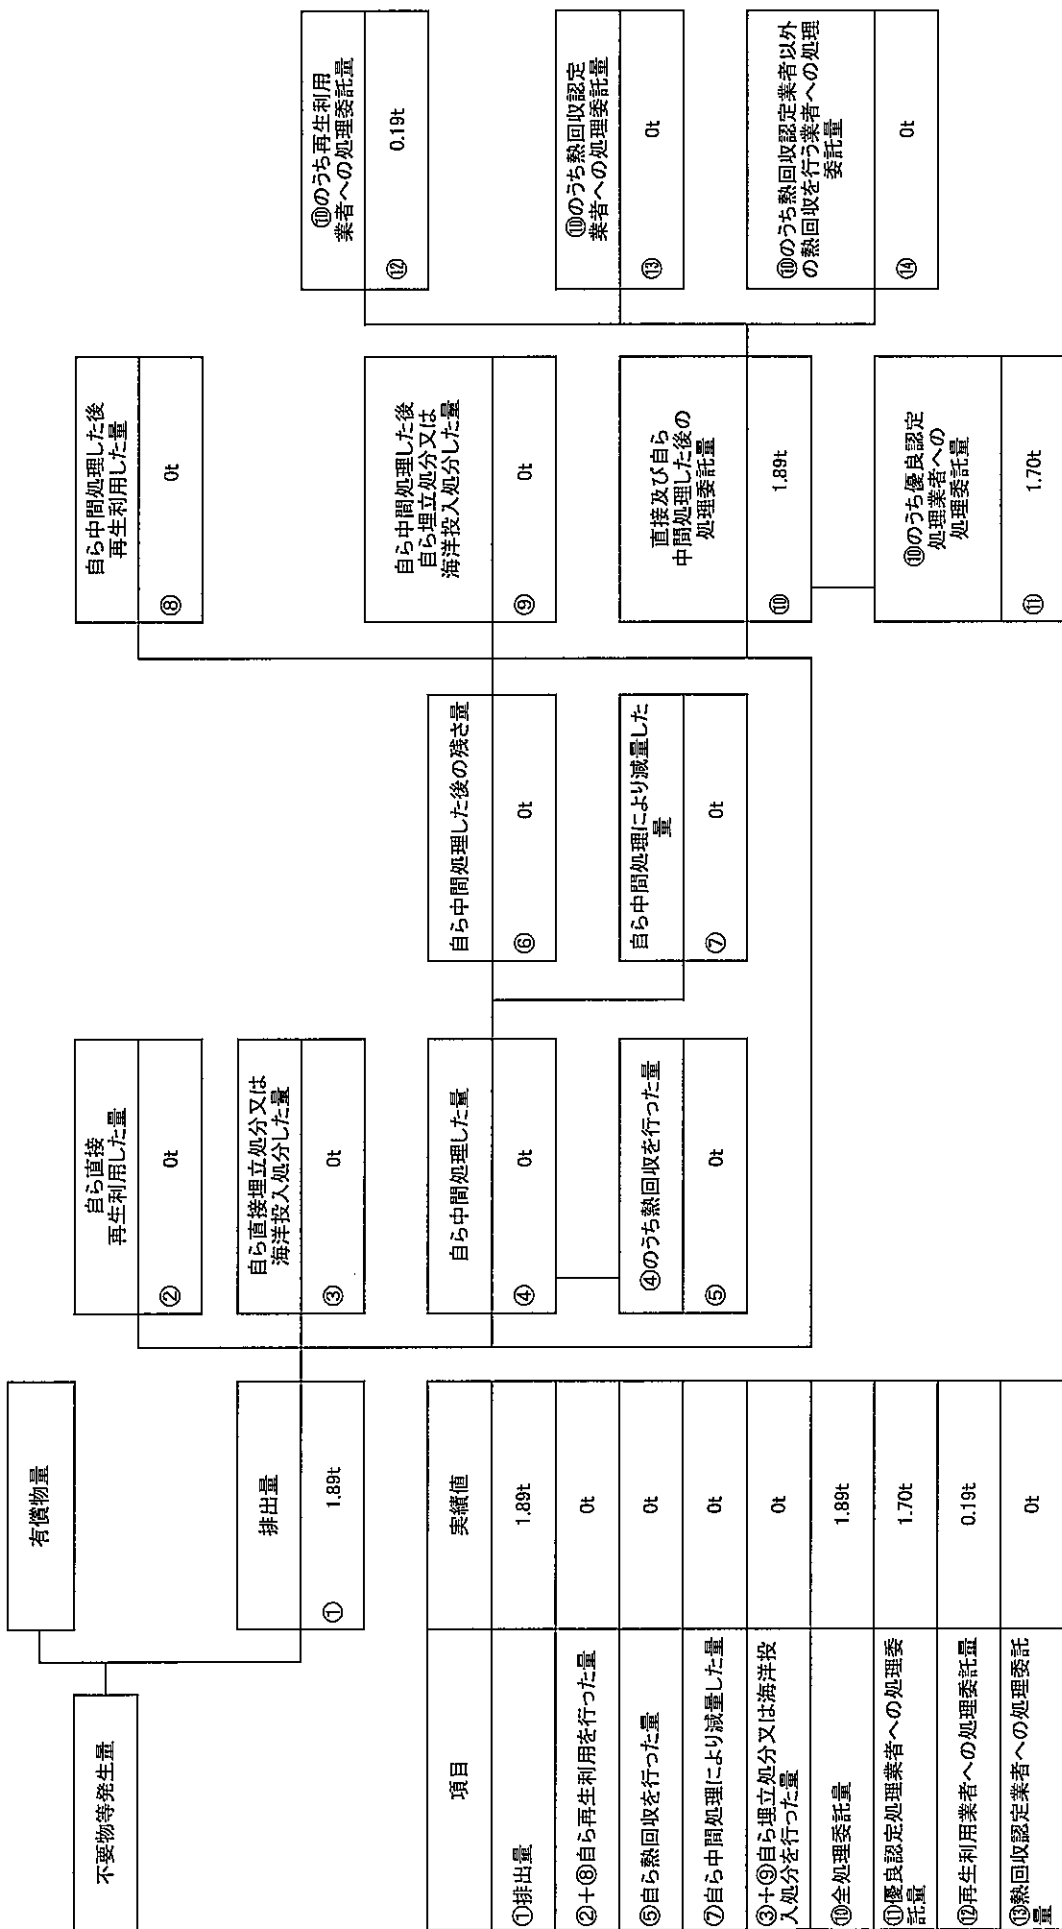 不要物等発生量
有償物量
排出量
①
1.89t
自ら直接
再生利用した量
②
0t
自ら直接埋立処分又は
海洋投入処分した量
③
0t
自ら中間処理した量
④
0t
④のうち熱回収を行った量
⑤
0t
自ら中間処理した後の残さ量
⑥
0t
自ら中間処理により減量した
量
⑦
0t
自ら中間処理した後
再生利用した量
⑧
0t
自ら中間処理した後
自ら埋立処分又は
海洋投入処分した量
⑨
0t
直接及び自ら
中間処理した後の
処理委託量
⑩
1.89t
⑩のうち優良認定
処理業者への
処理委託量
⑪
1.70t
⑩のうち再生利用
業者への処理委託量
⑫
0.19t
⑩のうち熱回収認定
業者への処理委託量
⑬
0t
⑩のうち熱回収認定業者以外
の熱回収を行う業者への処理
委託量
⑭
0t
項目
実績値
①排出量
1.89t
②+⑧自ら再生利用を行った量
0t
⑤自ら熱回収を行った量
0t
⑦自ら中間処理により減量した量
0t
③+⑨自ら埋立処分又は海洋投
入処分を行った量
0t
⑩全処理委託量
1.89t
⑪優良認定処理業者への処理委
託量
1.70t
⑫再生利用業者への処理委託量
0.19t
⑬熱回収認定業者への処理委託
量
0t